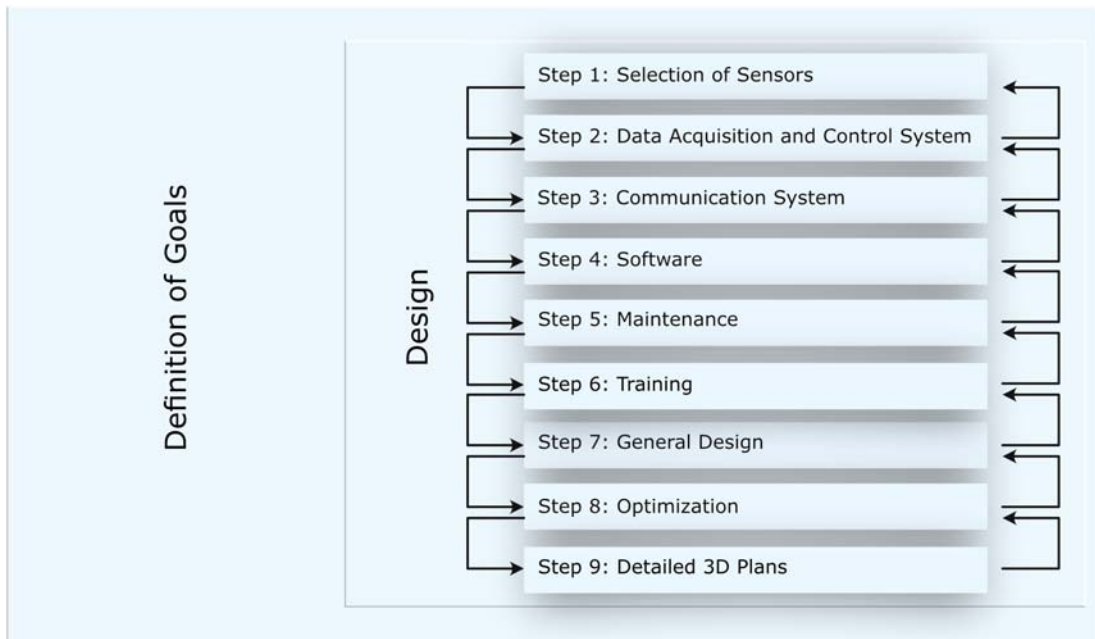 Definition of Goals
Design
Step 1: Selection of Sensors
Step 2: Data Acquisition and Control System
Step 3: Communication System
Step 4: Software
Step 5: Maintenance
Step 6: Training
Step 7: General Design
Step 8: Optimization
Step 9: Detailed 3D Plans